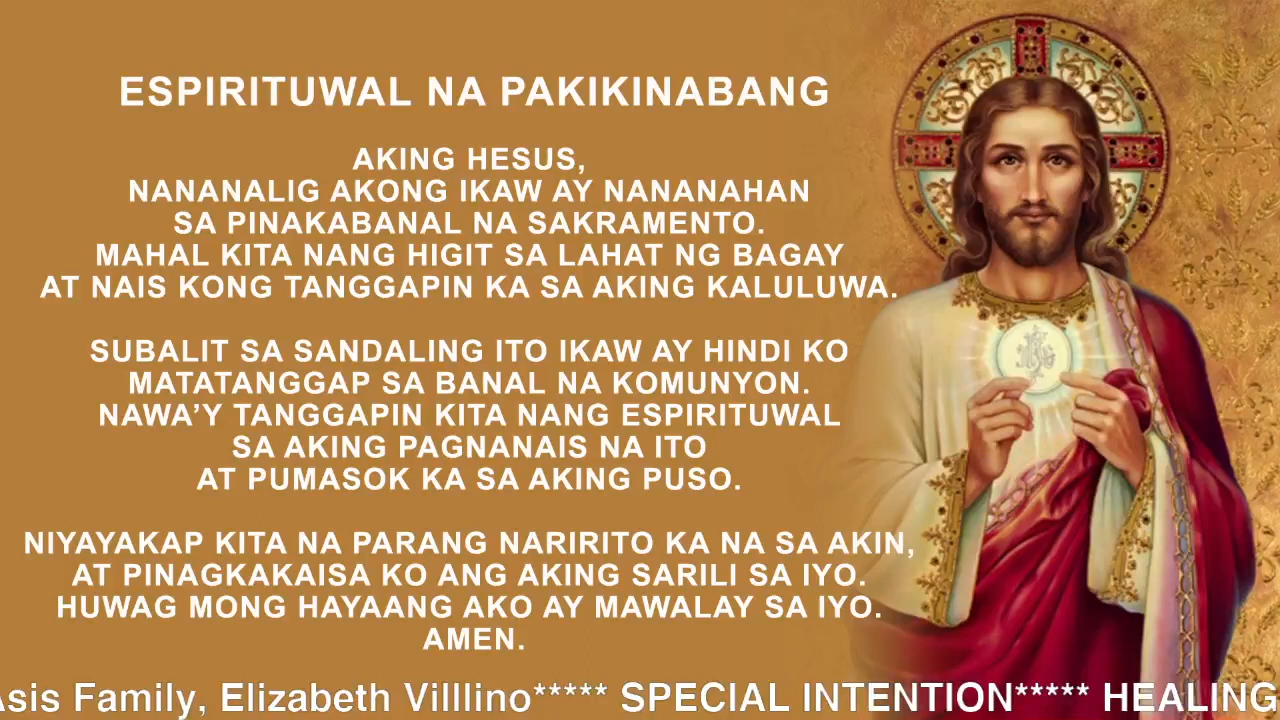 ESPIRITUWAL NA PAKIKINABANG
AKING HESUS,
NANANALIG AKONG IKAW AY NANANAHAN
SA PINAKABANAL NA SAKRAMENTO.
MAHAL KITA NANG HIGIT SA LAHAT NG BAGAY
AT NAIS KONG TANGGAPIN KA SA AKING KALULUWA.
SUBALIT SA SANDALING ITO IKAW AY HINDI KO
MATATANGGAP SA BANAL NA KOMUNYON.
NAWA’Y TANGGAPIN KITA NANG ESPIRITUWAL
SA AKING PAGNANAIS NA ITO
AT PUMASOK KA SA AKING PUSO.
NIYAYAKAP KITA NA PARANG NARIRITO KA NA SA AKIN,
AT PINAGKAKAISA KO ANG AKING SARILI SA IYO.
HUWAG MONG HAYAANG AKO AY MAWALAY SA IYO.
AMEN.
Asis Family, Elizabeth Villlino***** SPECIAL INTENTION***** HEALING